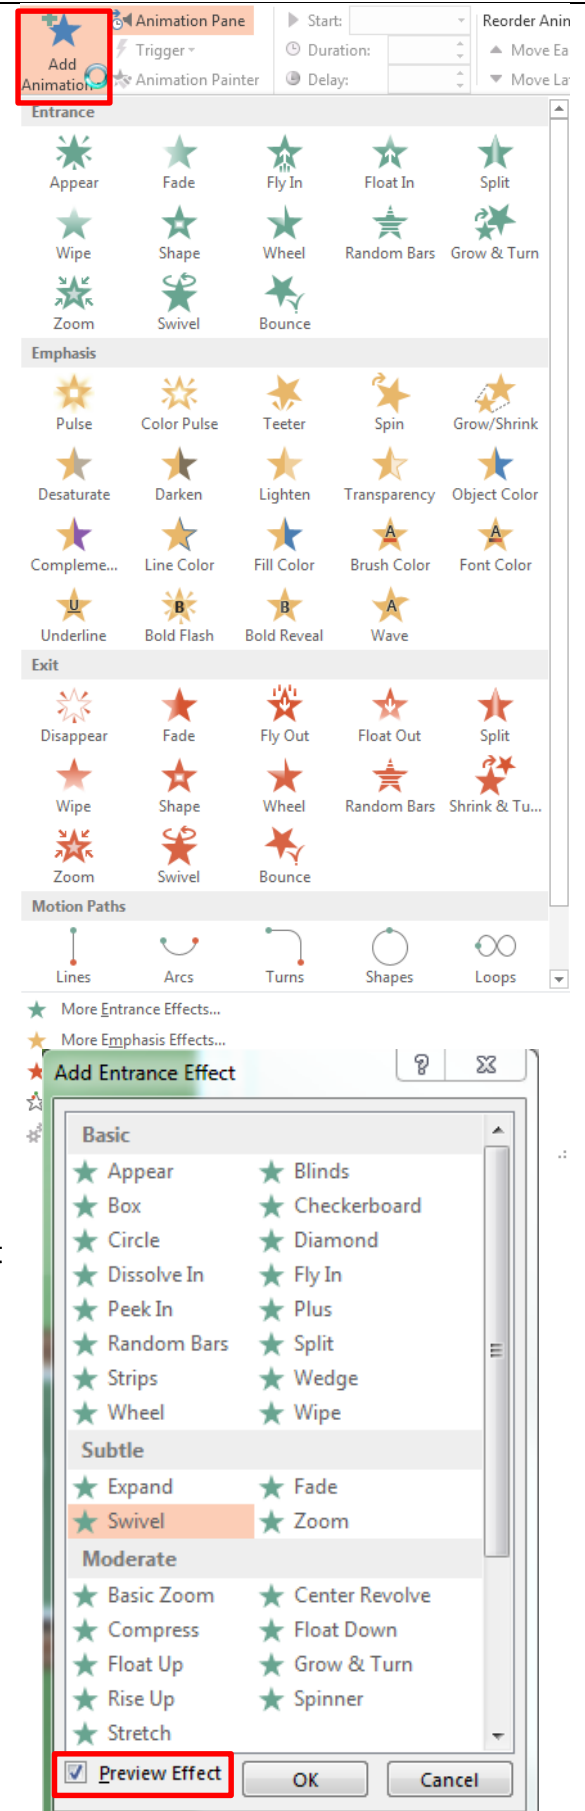 Animation Pane Start: Reorder Anim
Add Animation Trigger Duration: Move Ea
Animation Painter Delay: Move La
Entrance
Appear Fade Fly In Float In Split
Wipe Shape Wheel Random Bars Grow & Turn
Zoom Swivel Bounce
Emphasis
Pulse Color Pulse Teeter Spin Grow/Shrink
Desaturate Darken Lighten Transparency Object Color
Compleme... Line Color Fill Color Brush Color Font Color
Underline Bold Flash Bold Reveal Wave
Exit
Disappear Fade Fly Out Float Out Split
Wipe Shape Wheel Random Bars Shrink & Tu...
Zoom Swivel Bounce
Motion Paths
Lines Arcs Turns Shapes Loops
More Entrance Effects...
More Emphasis Effects...
Add Entrance Effect
Basic
Appear Blinds
Box Checkerboard
Circle Diamond
Dissolve In Fly In
Peek In Plus
Random Bars Split
Strips Wedge
Wheel Wipe
Subtle
Expand Fade
Swivel Zoom
Moderate
Basic Zoom Center Revolve
Compress Float Down
Float Up Grow & Turn
Rise Up Spinner
Stretch
Preview Effect OK Cancel